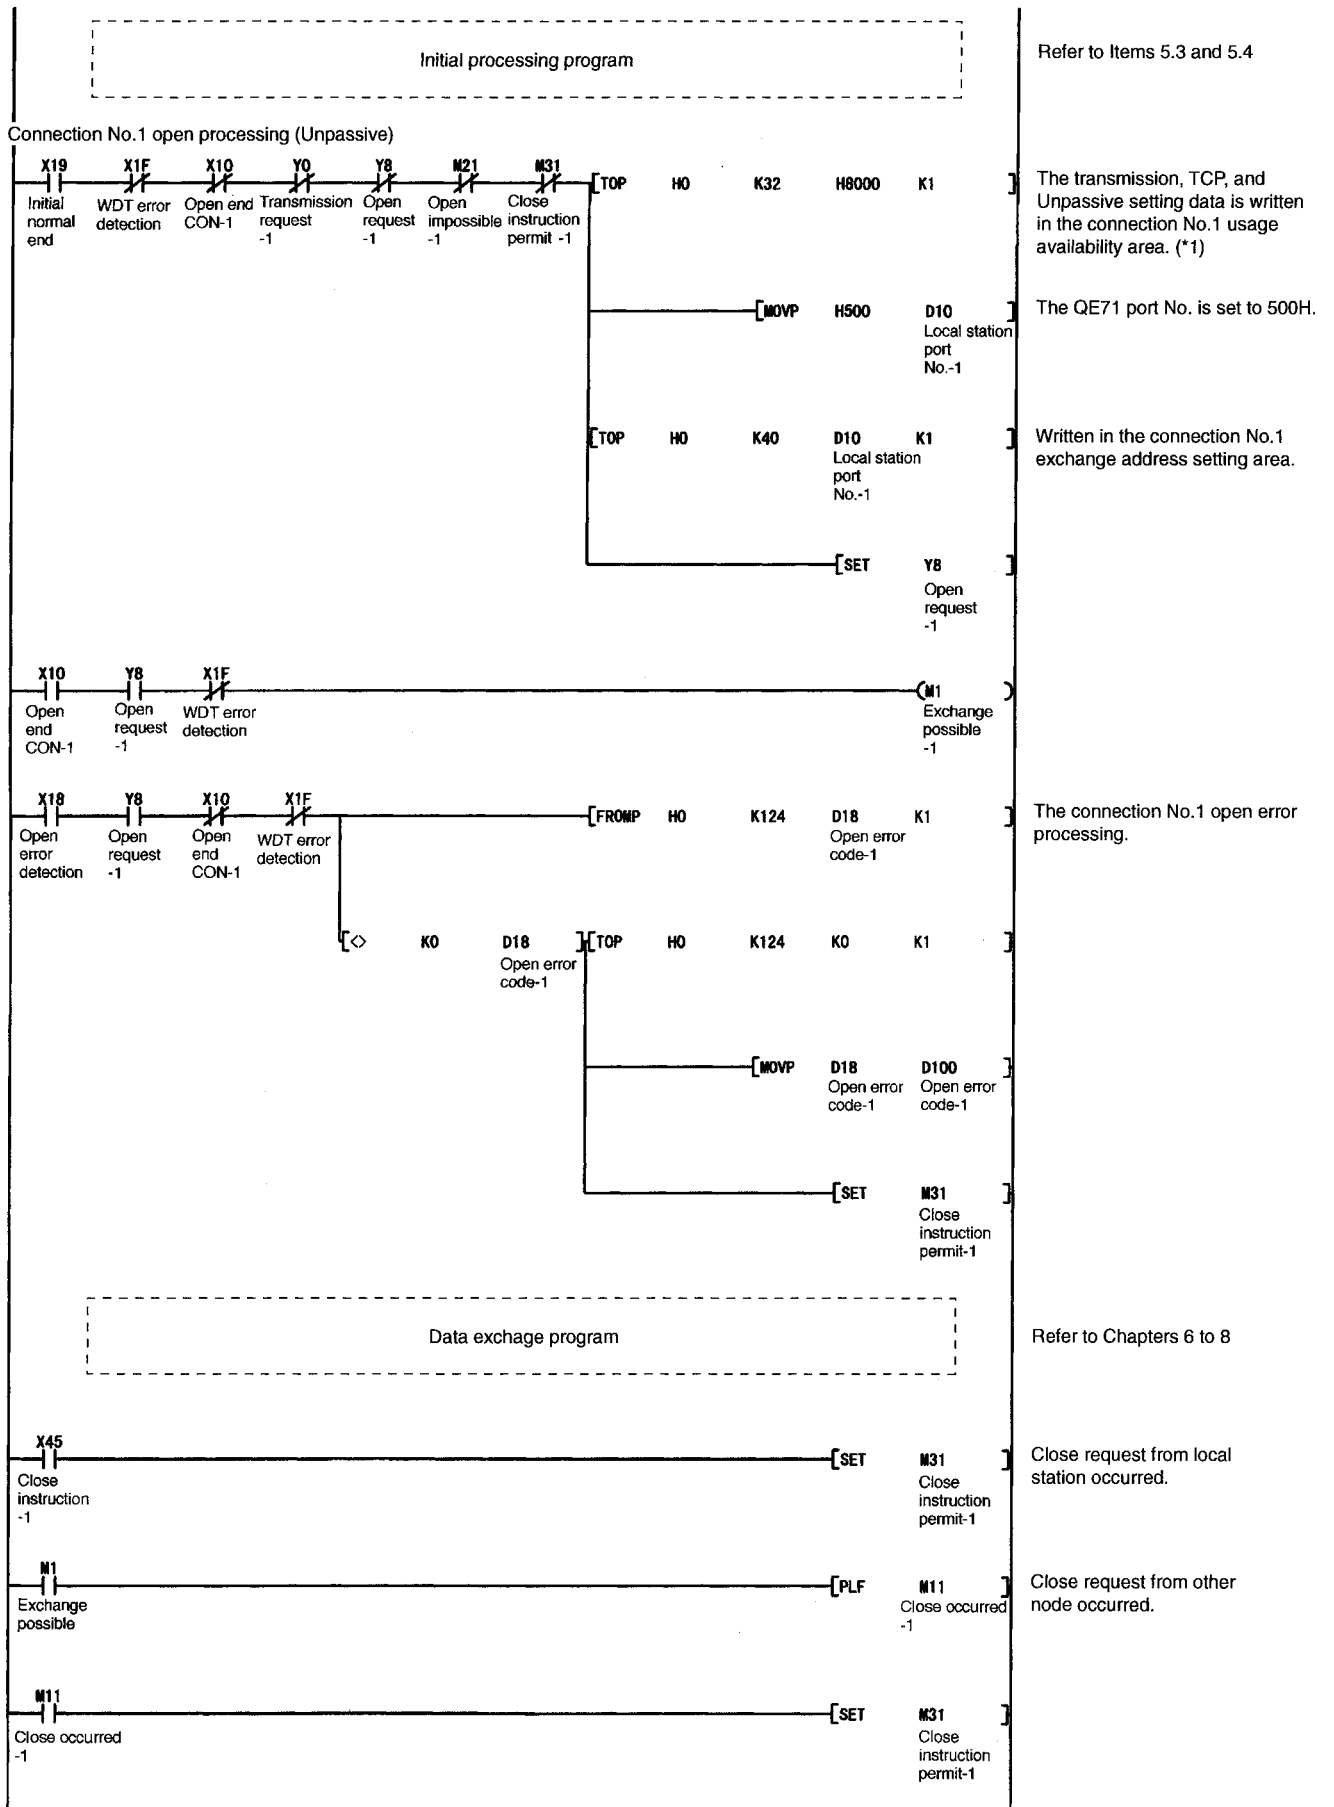 Initial processing program
Refer to Items 5.3 and 5.4
Connection No.1 open processing (Unpassive)
X19 X1F X10 Y0 Y8 M21 M31
[TOP H0 K32 H8000 K1 ]
Initial normal end
WDT error detection
Open end CON-1
Transmission request -1
Open request -1
Open impossible -1
Close instruction permit -1
The transmission, TCP, and
Unpassive setting data is written
in the connection No.1 usage
availability area. (*1)
[MOVP H500 D10 ]
Local station
port
No.-1
The QE71 port No. is set to 500H.
[TOP H0 K40 D10 K1 ]
Local station
port
No.-1
Written in the connection No.1
exchange address setting area.
[SET Y8 ]
Open
request
-1
X10 Y8 X1F
(M1 )
Open
end
CON-1
Open
request
-1
WDT error
detection
Exchange
possible
-1
X18 Y8 X10 X1F
[FROMP H0 K124 D18 K1 ]
Open
error
detection
Open
request
-1
Open
end
CON-1
WDT error
detection
Open error
code-1
The connection No.1 open error
processing.
[<> K0 D18 ]
Open error
code-1
[TOP H0 K124 K0 K1 ]
[MOVP D18 D100 ]
Open error
code-1
Open error
code-1
[SET M31 ]
Close
instruction
permit-1
Data exchage program
Refer to Chapters 6 to 8
X45
[SET M31 ]
Close
instruction
-1
Close
instruction
permit-1
Close request from local
station occurred.
M1
[PLF M11 ]
Exchange
possible
Close occurred
-1
Close request from other
node occurred.
M11
[SET M31 ]
Close occurred
-1
Close
instruction
permit-1